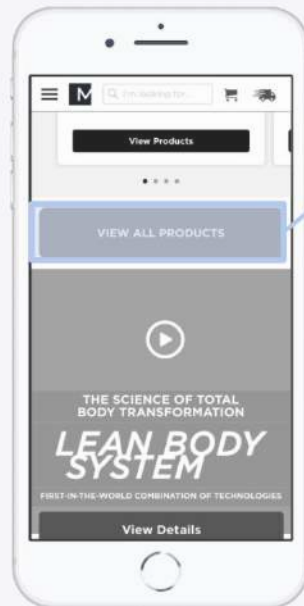 M
I'm looking for...
View Products
VIEW ALL PRODUCTS
THE SCIENCE OF TOTAL
BODY TRANSFORMATION
LEAN BODY
SYSTEM
FIRST-IN-THE-WORLD COMBINATION OF TECHNOLOGIES
View Details